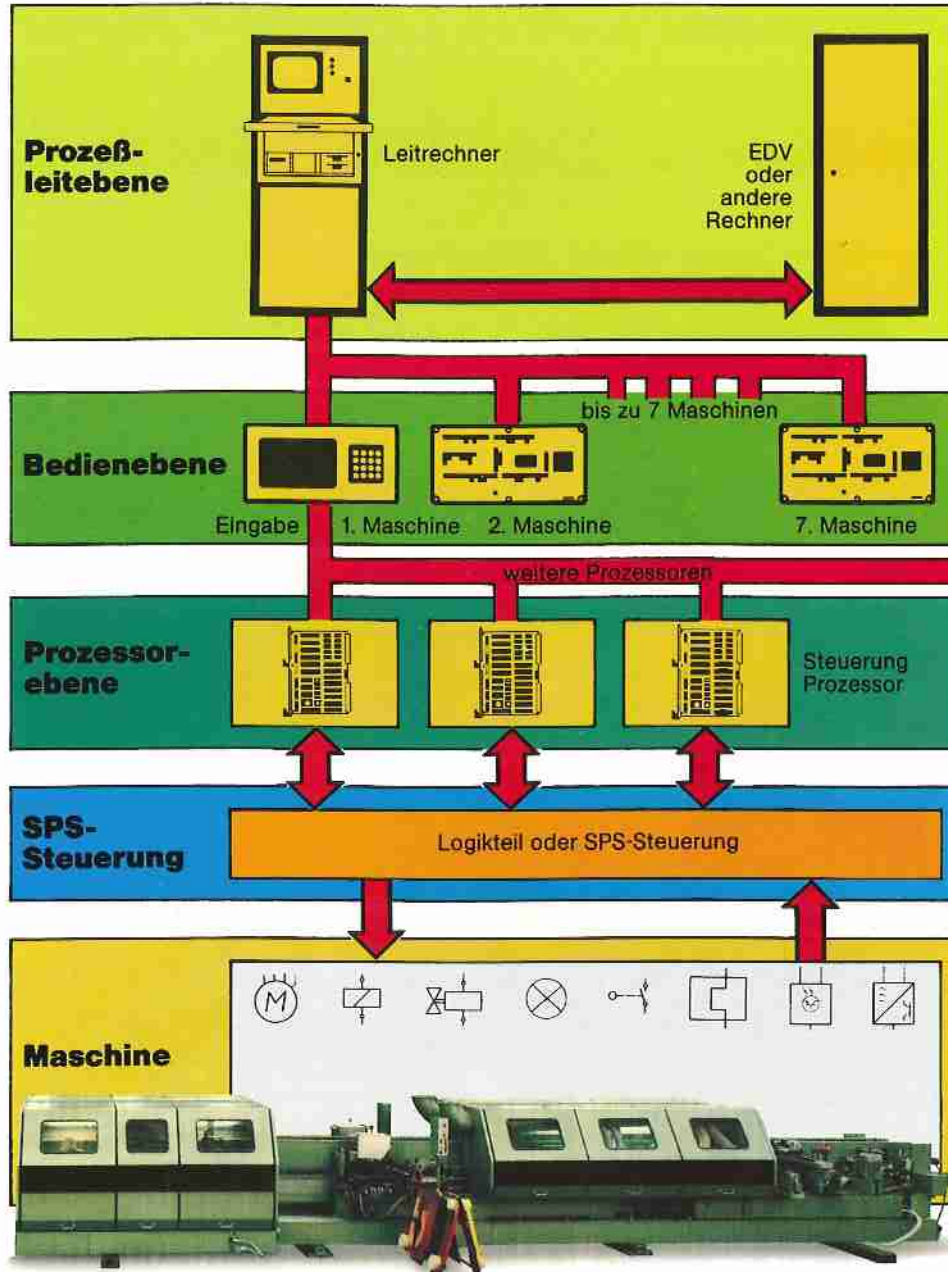 Prozeß-
leitebene
Leitrechner
EDV
oder
andere
Rechner
bis zu 7 Maschinen
Bedienebene
Eingabe
1. Maschine
2. Maschine
7. Maschine
weitere Prozessoren
Prozessor-
ebene
Steuerung
Prozessor
SPS-
Steuerung
Logikteil oder SPS-Steuerung
M
Maschine